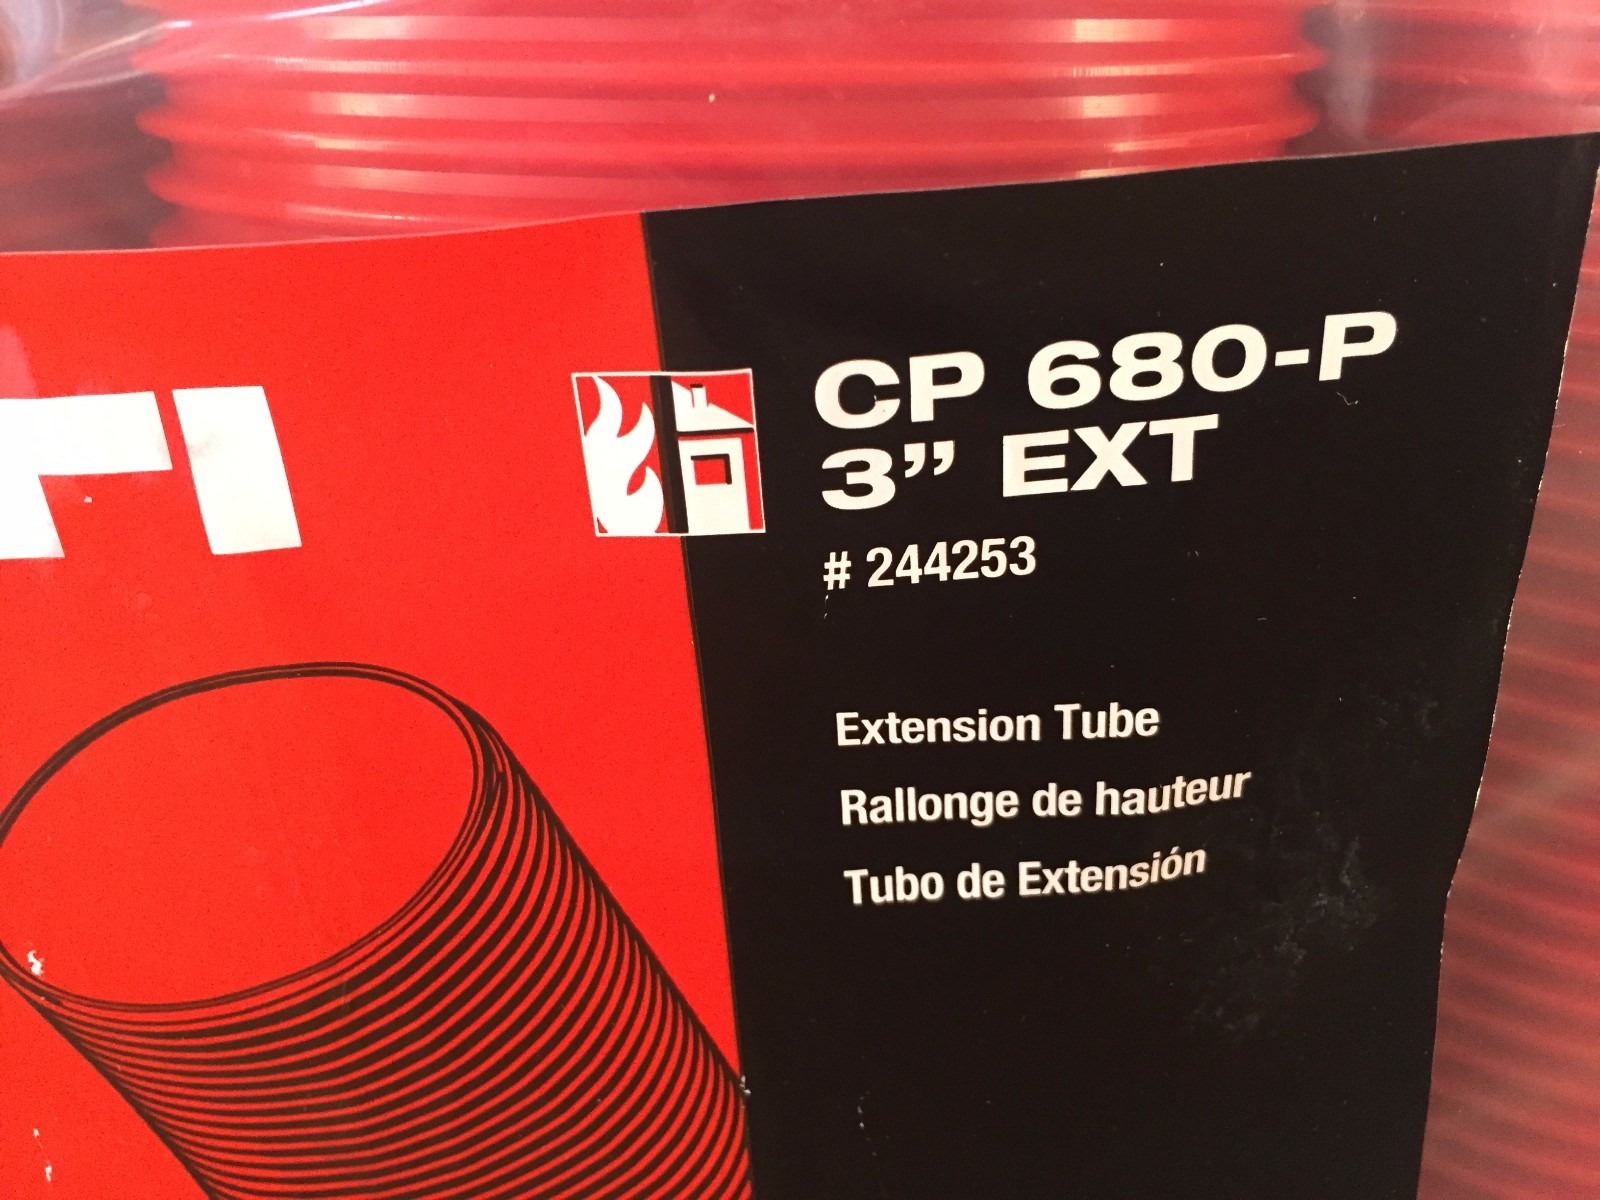 CP 680-P
3” EXT
# 244253
Extension Tube
Rallonge de hauteur
Tubo de Extensión